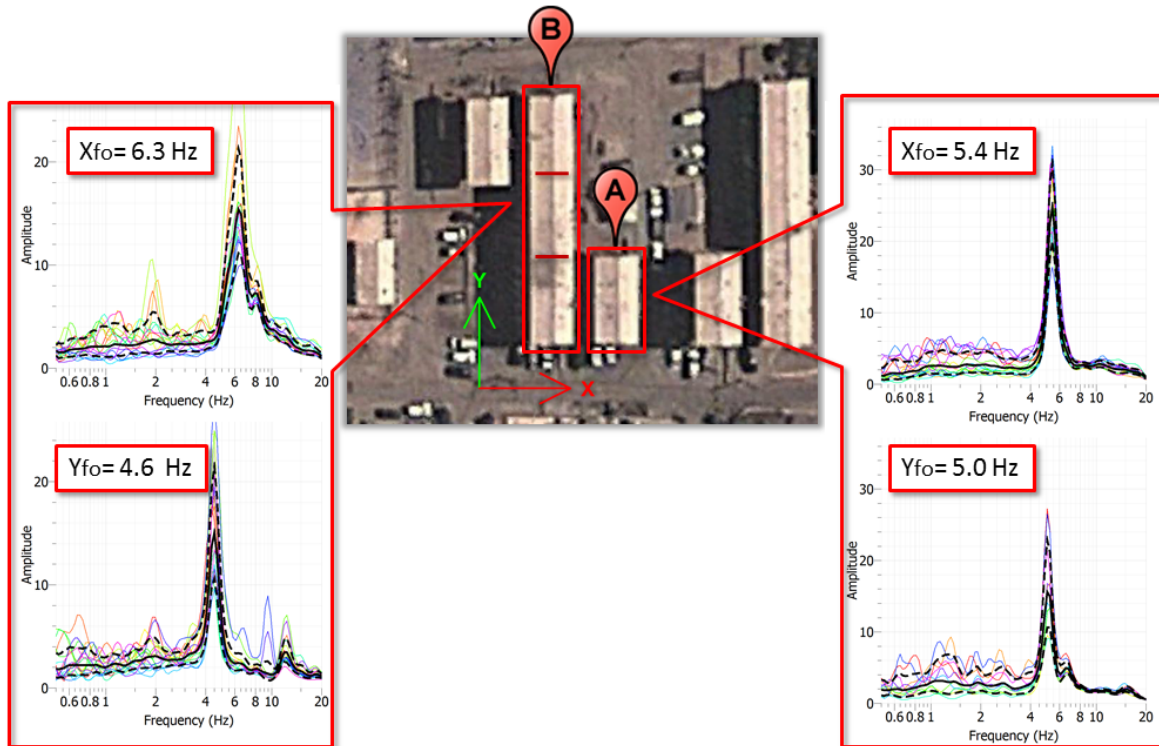 B
A
Y
X
Xfo= 6.3 Hz
20
10
0
Amplitude
0.6 0.8 1 2 4 6 8 10 20
Frequency (Hz)
Yfo= 4.6 Hz
20
10
0
Amplitude
0.6 0.8 1 2 4 6 8 10 20
Frequency (Hz)
Xfo= 5.4 Hz
30
20
10
0
Amplitude
0.6 0.8 1 2 4 6 8 10 20
Frequency (Hz)
Yfo= 5.0 Hz
30
20
10
0
Amplitude
0.6 0.8 1 2 4 6 8 10 20
Frequency (Hz)